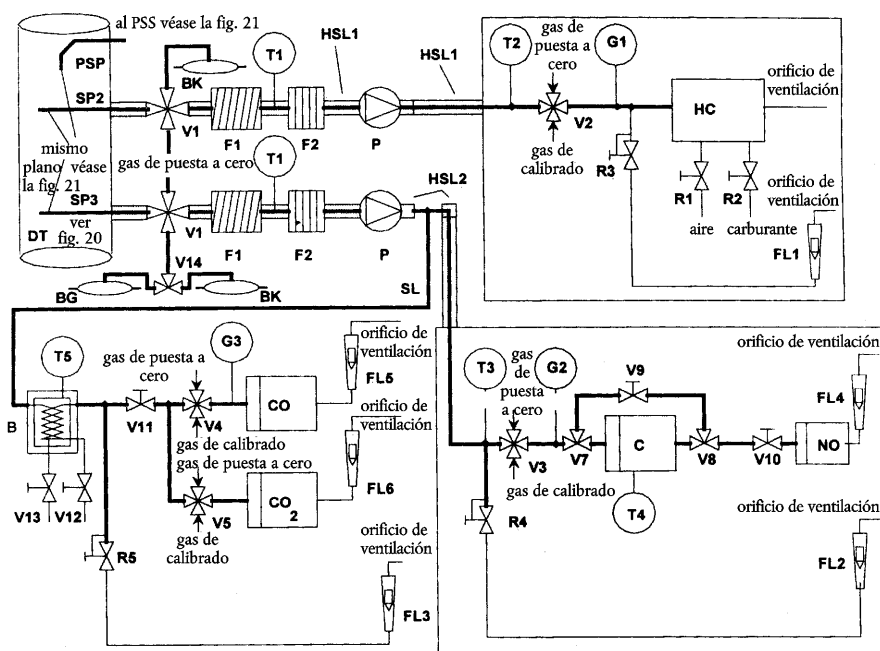 al PSS véase la fig. 21
PSP
BK
T1
HSL1
HSL1
T2
gas de
puesta a
cero
G1
orificio de
ventilación
SP2
V1
F1
F2
P
V2
HC
gas de
calibrado
R3
R1
R2
aire
carburante
orificio de
ventilación
FL1
mismo
plano véase
la fig. 21
gas de puesta a cero
T1
HSL2
SP3
ver
fig. 20
DT
V1
F1
F2
P
V14
BG
BK
SL
T5
gas de puesta a
cero
G3
orificio de
ventilación
FL5
B
V11
V4
CO
gas de calibrado
gas de puesta a cero
orificio de
ventilación
FL6
V13
V12
V5
CO
2
gas de
calibrado
R5
orificio de
ventilación
FL3
T3
gas
de
puesta
a cero
G2
V9
orificio de ventilación
FL4
V3
V7
C
V8
V10
NO
gas de calibrado
T4
R4
orificio de
ventilación
FL2